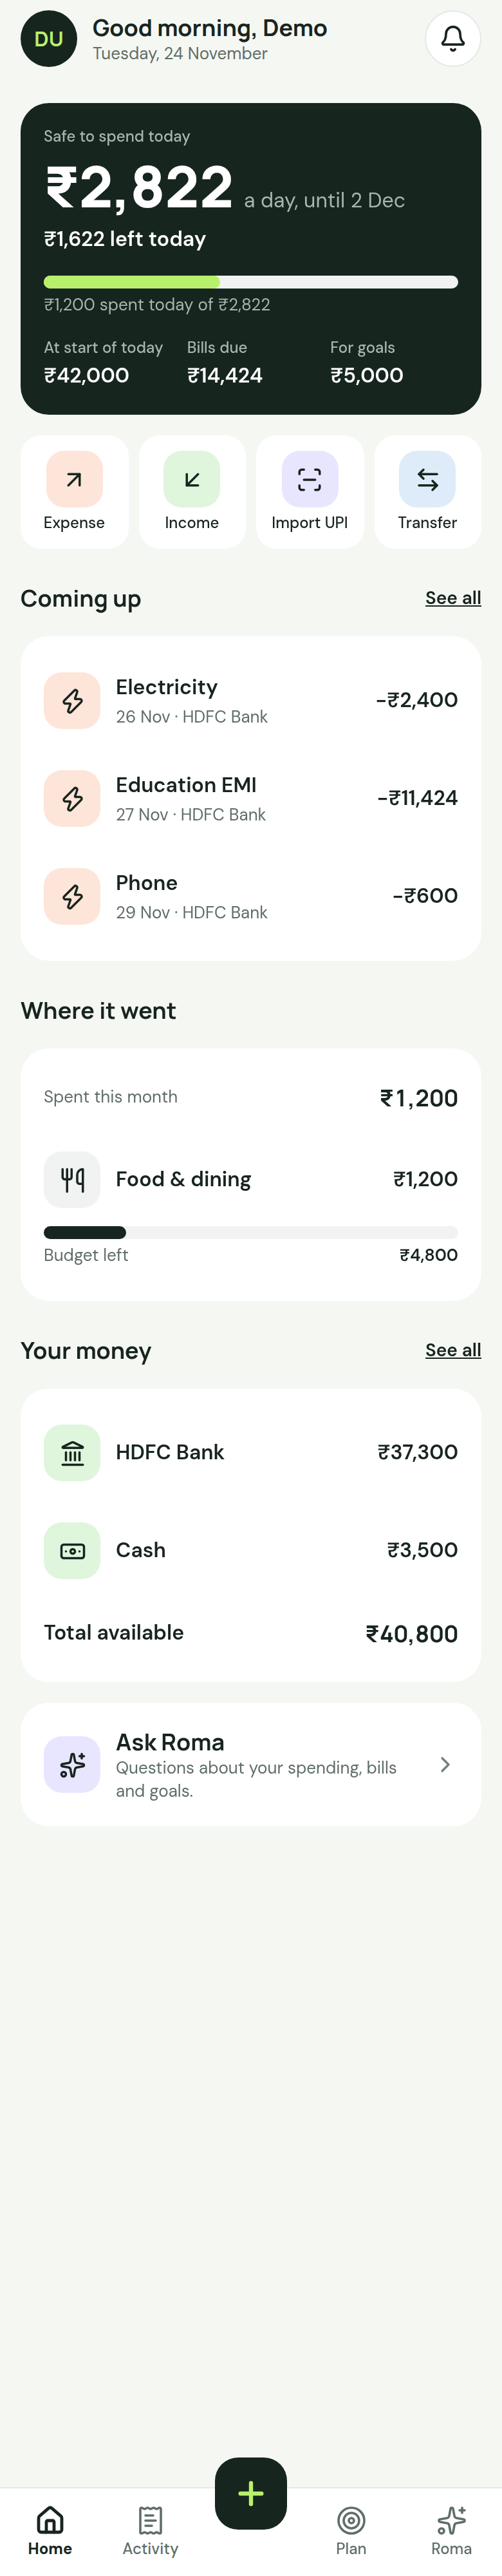 DU
Good morning, Demo
Tuesday, 24 November
Safe to spend today
₹2,822 a day, until 2 Dec
₹1,622 left today
₹1,200 spent today of ₹2,822
At start of today Bills due For goals
₹42,000 ₹14,424 ₹5,000
Expense Income Import UPI Transfer
Coming up See all
Electricity
26 Nov · HDFC Bank
-₹2,400
Education EMI
27 Nov · HDFC Bank
-₹11,424
Phone
29 Nov · HDFC Bank
-₹600
Where it went
Spent this month ₹1,200
Food & dining ₹1,200
Budget left ₹4,800
Your money See all
HDFC Bank ₹37,300
Cash ₹3,500
Total available ₹40,800
Ask Roma
Questions about your spending, bills
and goals.
Home Activity Plan Roma